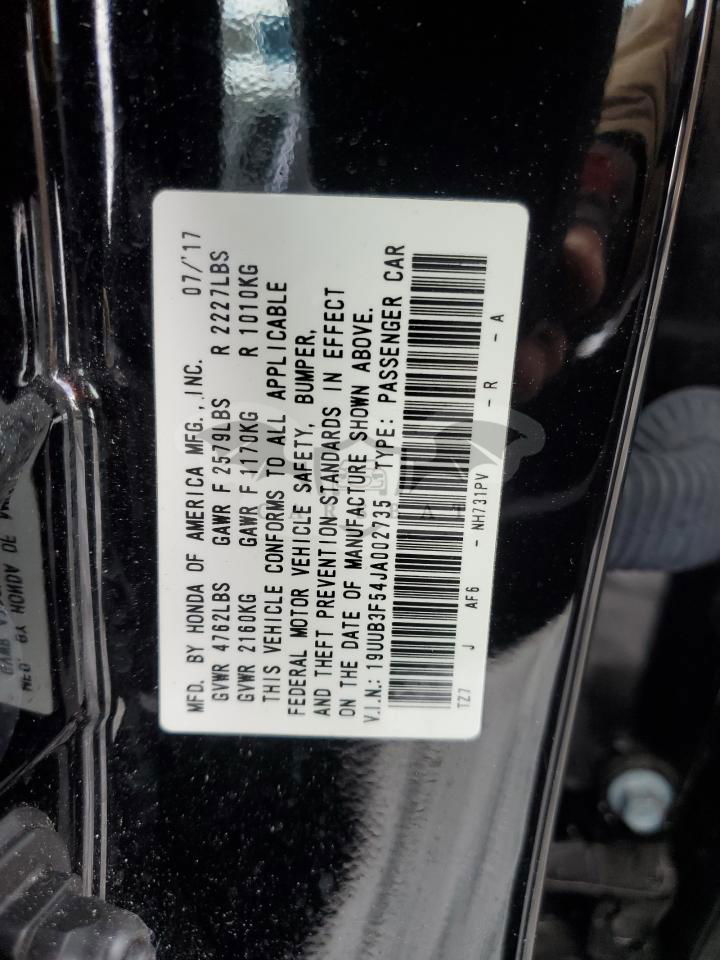 MFD. BY HONDA OF AMERICA MFG., INC. 07/'17
GVWR 4762LBS GAWR F 2579LBS R 2227LBS
GVWR 2160KG GAWR F 1170KG R 1010KG
THIS VEHICLE CONFORMS TO ALL APPLICABLE
FEDERAL MOTOR VEHICLE SAFETY, BUMPER,
AND THEFT PREVENTION STANDARDS IN EFFECT
ON THE DATE OF MANUFACTURE SHOWN ABOVE.
V.I.N.: 19UUB3F54JA002735 TYPE: PASSENGER CAR
TZ7 J AF6 - NH731PV - R - A